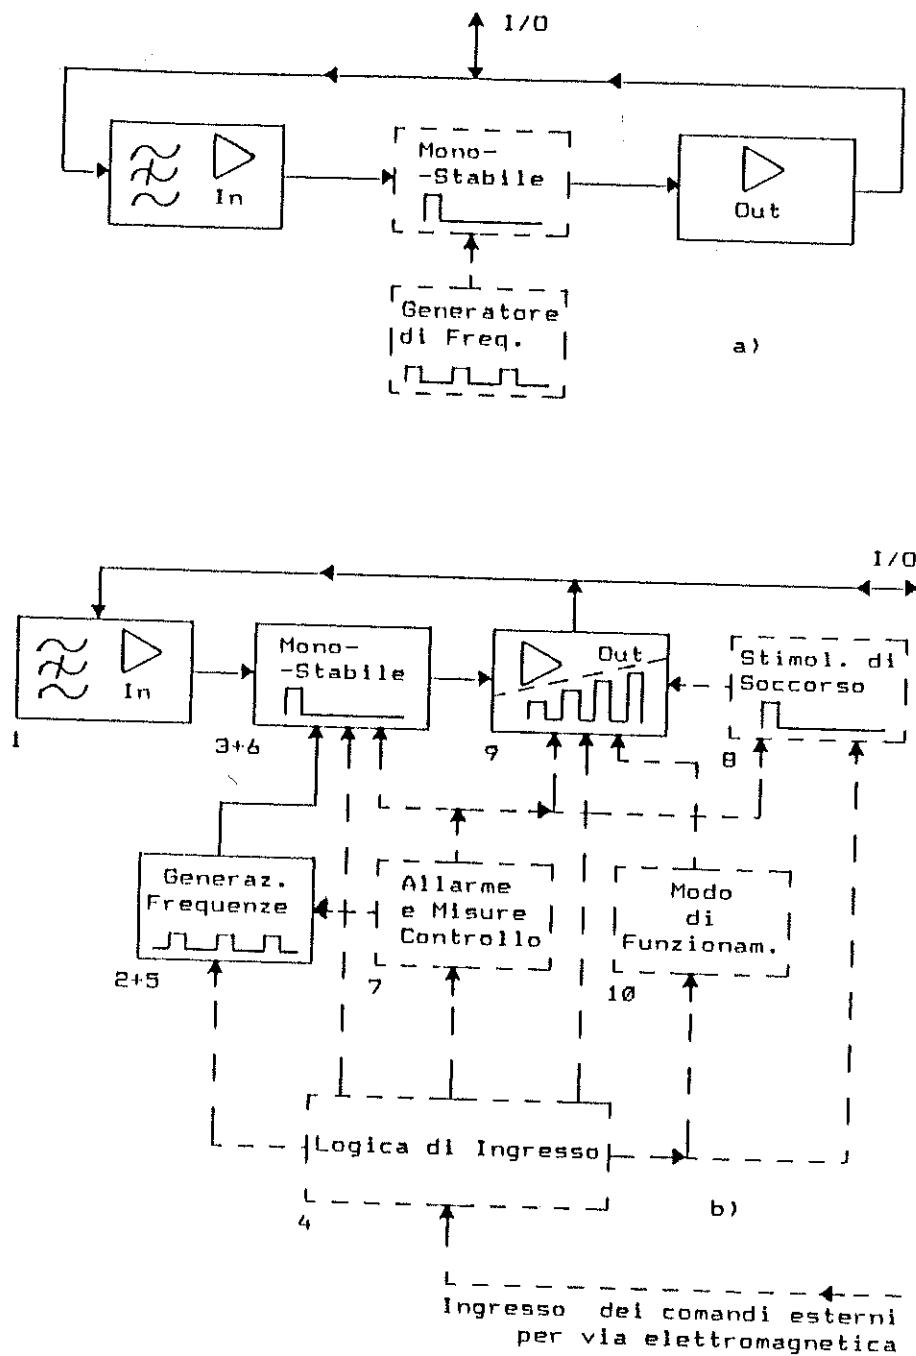 I/O
In
Mono-
-Stabile
Out
Generatore
di Freq.
a)
I/O
In
1
Mono-
-Stabile
3+6
Out
9
Stimol. di
Soccorso
8
Generaz.
Frequenze
2+5
Allarme
e Misure
Controllo
7
Modo
di
Funzionam.
10
Logica di Ingresso
4
b)
Ingresso dei comandi esterni
per via elettromagnetica